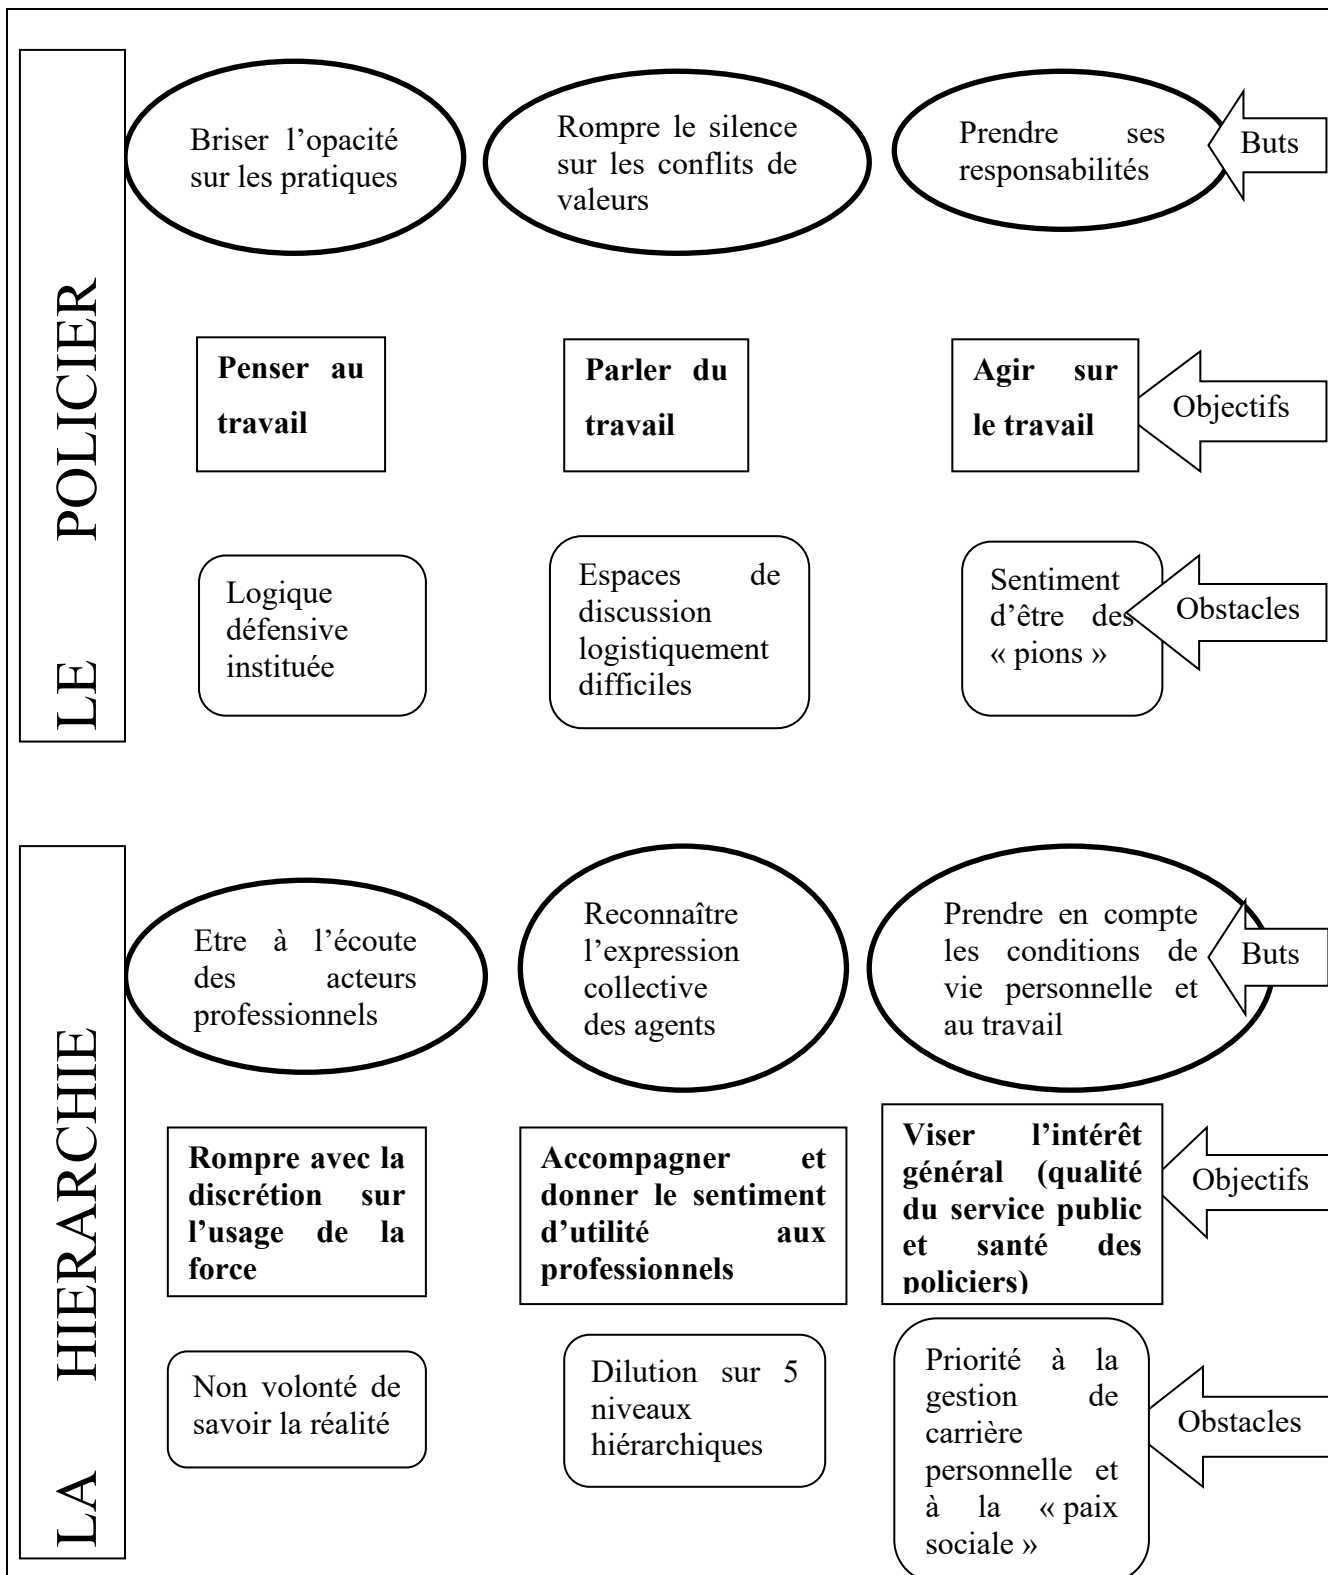 LE POLICIER
Briser l’opacité
sur les pratiques
Rompre le silence
sur les conflits de
valeurs
Prendre ses
responsabilités
Buts
Penser au
travail
Parler du
travail
Agir sur
le travail
Objectifs
Logique
défensive
instituée
Espaces de
discussion
logistiquement
difficiles
Sentiment
d’être des
« pions »
Obstacles
LA HIERARCHIE
Etre à l’écoute
des acteurs
professionnels
Reconnaître
l’expression
collective
des agents
Prendre en compte
les conditions de
vie personnelle et
au travail
Buts
Rompre avec la
discrétion sur
l’usage de la
force
Accompagner et
donner le sentiment
d’utilité aux
professionnels
Viser l’intérêt
général (qualité
du service public
et santé des
policiers)
Objectifs
Non volonté de
savoir la réalité
Dilution sur 5
niveaux
hiérarchiques
Priorité à la
gestion de
carrière
personnelle et
à la « paix
sociale »
Obstacles